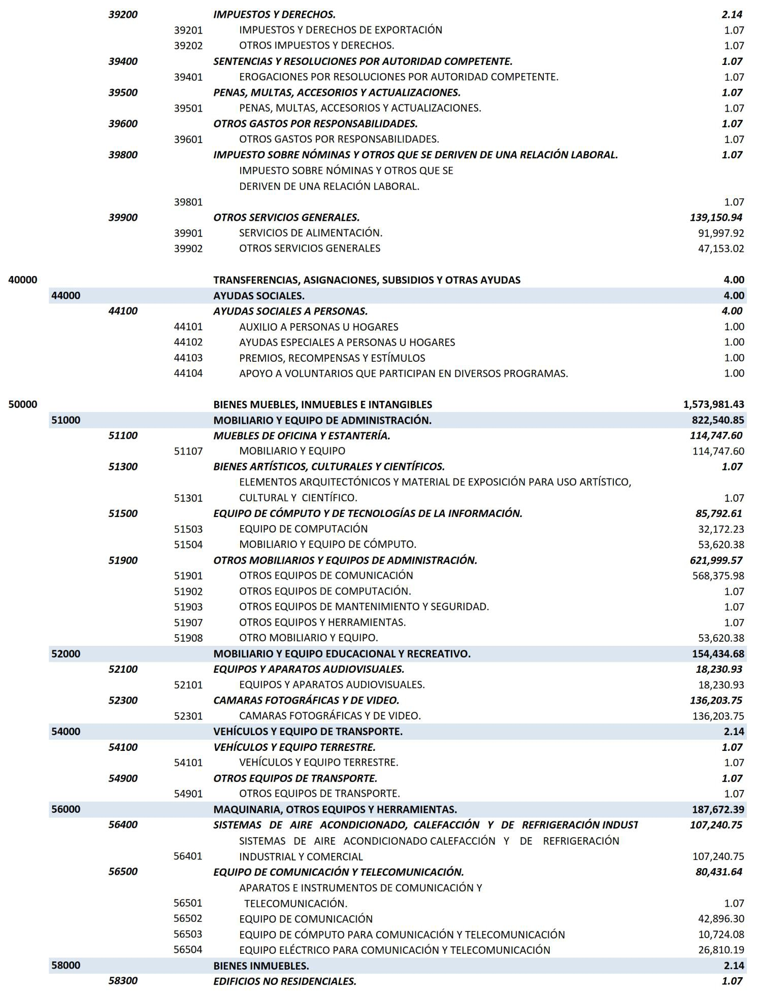 39200 IMPUESTOS Y DERECHOS. 2.14
39201 IMPUESTOS Y DERECHOS DE EXPORTACIÓN 1.07
39202 OTROS IMPUESTOS Y DERECHOS. 1.07
39400 SENTENCIAS Y RESOLUCIONES POR AUTORIDAD COMPETENTE. 1.07
39401 EROGACIONES POR RESOLUCIONES POR AUTORIDAD COMPETENTE. 1.07
39500 PENAS, MULTAS, ACCESORIOS Y ACTUALIZACIONES. 1.07
39501 PENAS, MULTAS, ACCESORIOS Y ACTUALIZACIONES. 1.07
39600 OTROS GASTOS POR RESPONSABILIDADES. 1.07
39601 OTROS GASTOS POR RESPONSABILIDADES. 1.07
39800 IMPUESTO SOBRE NÓMINAS Y OTROS QUE SE DERIVEN DE UNA RELACIÓN LABORAL. 1.07
IMPUESTO SOBRE NÓMINAS Y OTROS QUE SE
DERIVEN DE UNA RELACIÓN LABORAL.
39801 1.07
39900 OTROS SERVICIOS GENERALES. 139,150.94
39901 SERVICIOS DE ALIMENTACIÓN. 91,997.92
39902 OTROS SERVICIOS GENERALES 47,153.02
40000 TRANSFERENCIAS, ASIGNACIONES, SUBSIDIOS Y OTRAS AYUDAS 4.00
44000 AYUDAS SOCIALES. 4.00
44100 AYUDAS SOCIALES A PERSONAS. 4.00
44101 AUXILIO A PERSONAS U HOGARES 1.00
44102 AYUDAS ESPECIALES A PERSONAS U HOGARES 1.00
44103 PREMIOS, RECOMPENSAS Y ESTÍMULOS 1.00
44104 APOYO A VOLUNTARIOS QUE PARTICIPAN EN DIVERSOS PROGRAMAS. 1.00
50000 BIENES MUEBLES, INMUEBLES E INTANGIBLES 1,573,981.43
51000 MOBILIARIO Y EQUIPO DE ADMINISTRACIÓN. 822,540.85
51100 MUEBLES DE OFICINA Y ESTANTERÍA. 114,747.60
51107 MOBILIARIO Y EQUIPO 114,747.60
51300 BIENES ARTÍSTICOS, CULTURALES Y CIENTÍFICOS. 1.07
ELEMENTOS ARQUITECTÓNICOS Y MATERIAL DE EXPOSICIÓN PARA USO ARTÍSTICO,
51301 CULTURAL Y CIENTÍFICO. 1.07
51500 EQUIPO DE CÓMPUTO Y DE TECNOLOGÍAS DE LA INFORMACIÓN. 85,792.61
51503 EQUIPO DE COMPUTACIÓN 32,172.23
51504 MOBILIARIO Y EQUIPO DE CÓMPUTO. 53,620.38
51900 OTROS MOBILIARIOS Y EQUIPOS DE ADMINISTRACIÓN. 621,999.57
51901 OTROS EQUIPOS DE COMUNICACIÓN 568,375.98
51902 OTROS EQUIPOS DE COMPUTACIÓN. 1.07
51903 OTROS EQUIPOS DE MANTENIMIENTO Y SEGURIDAD. 1.07
51907 OTROS EQUIPOS Y HERRAMIENTAS. 1.07
51908 OTRO MOBILIARIO Y EQUIPO. 53,620.38
52000 MOBILIARIO Y EQUIPO EDUCACIONAL Y RECREATIVO. 154,434.68
52100 EQUIPOS Y APARATOS AUDIOVISUALES. 18,230.93
52101 EQUIPOS Y APARATOS AUDIOVISUALES. 18,230.93
52300 CAMARAS FOTOGRÁFICAS Y DE VIDEO. 136,203.75
52301 CAMARAS FOTOGRÁFICAS Y DE VIDEO. 136,203.75
54000 VEHÍCULOS Y EQUIPO DE TRANSPORTE. 2.14
54100 VEHÍCULOS Y EQUIPO TERRESTRE. 1.07
54101 VEHÍCULOS Y EQUIPO TERRESTRE. 1.07
54900 OTROS EQUIPOS DE TRANSPORTE. 1.07
54901 OTROS EQUIPOS DE TRANSPORTE. 1.07
56000 MAQUINARIA, OTROS EQUIPOS Y HERRAMIENTAS. 187,672.39
56400 SISTEMAS DE AIRE ACONDICIONADO, CALEFACCIÓN Y DE REFRIGERACIÓN INDUST 107,240.75
SISTEMAS DE AIRE ACONDICIONADO CALEFACCIÓN Y DE REFRIGERACIÓN
56401 INDUSTRIAL Y COMERCIAL 107,240.75
56500 EQUIPO DE COMUNICACIÓN Y TELECOMUNICACIÓN. 80,431.64
APARATOS E INSTRUMENTOS DE COMUNICACIÓN Y
56501 TELECOMUNICACIÓN. 1.07
56502 EQUIPO DE COMUNICACIÓN 42,896.30
56503 EQUIPO DE CÓMPUTO PARA COMUNICACIÓN Y TELECOMUNICACIÓN 10,724.08
56504 EQUIPO ELÉCTRICO PARA COMUNICACIÓN Y TELECOMUNICACIÓN 26,810.19
58000 BIENES INMUEBLES. 2.14
58300 EDIFICIOS NO RESIDENCIALES. 1.07